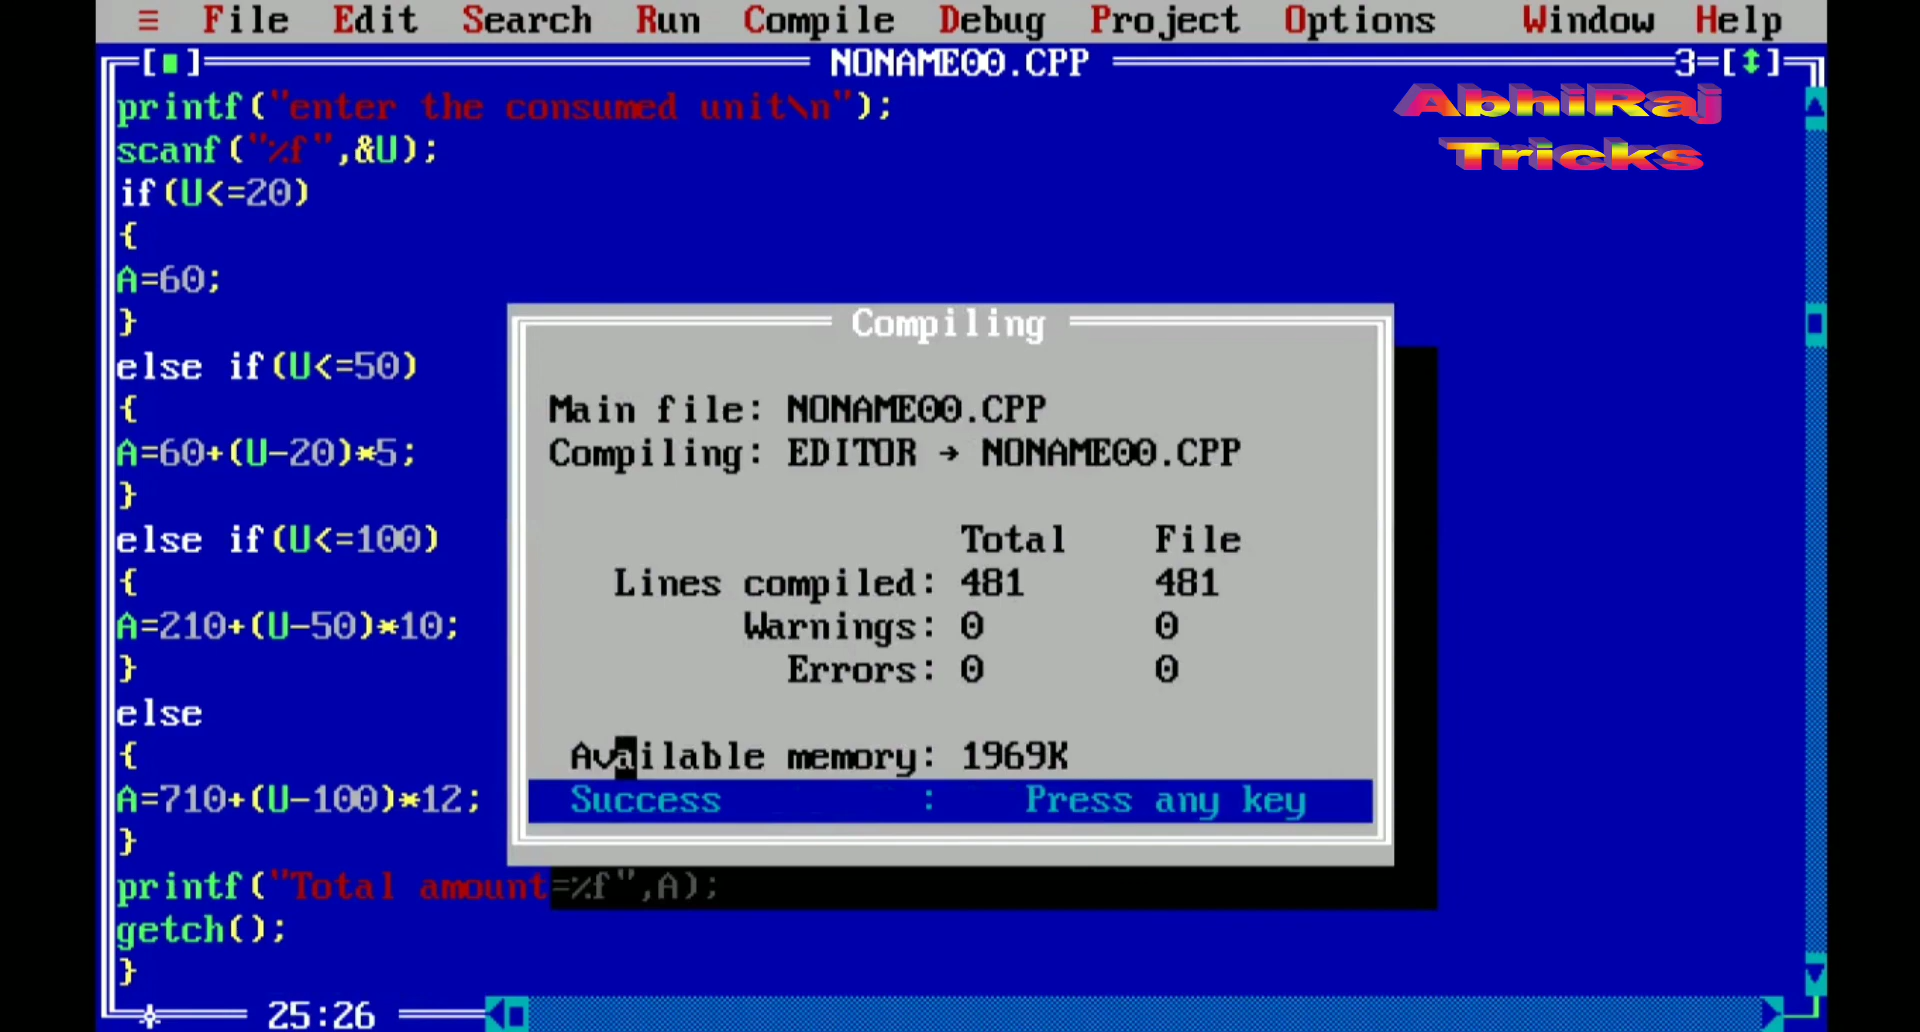 ≡ File Edit Search Run Compile Debug Project Options Window Help
[■] NONAME00.CPP 3=[↕]
AbhiRaj
Tricks
printf("enter the consumed unit\n");
scanf("%f",&U);
if(U<=20)
{
A=60;
}
else if(U<=50)
{
A=60+(U-20)*5;
}
else if(U<=100)
{
A=210+(U-50)*10;
}
else
{
A=710+(U-100)*12;
}
printf("Total amount=%f",A);
getch();
}
25:26
Compiling
Main file: NONAME00.CPP
Compiling: EDITOR → NONAME00.CPP
Total File
Lines compiled: 481 481
Warnings: 0 0
Errors: 0 0
Available memory: 1969K
Success : Press any key